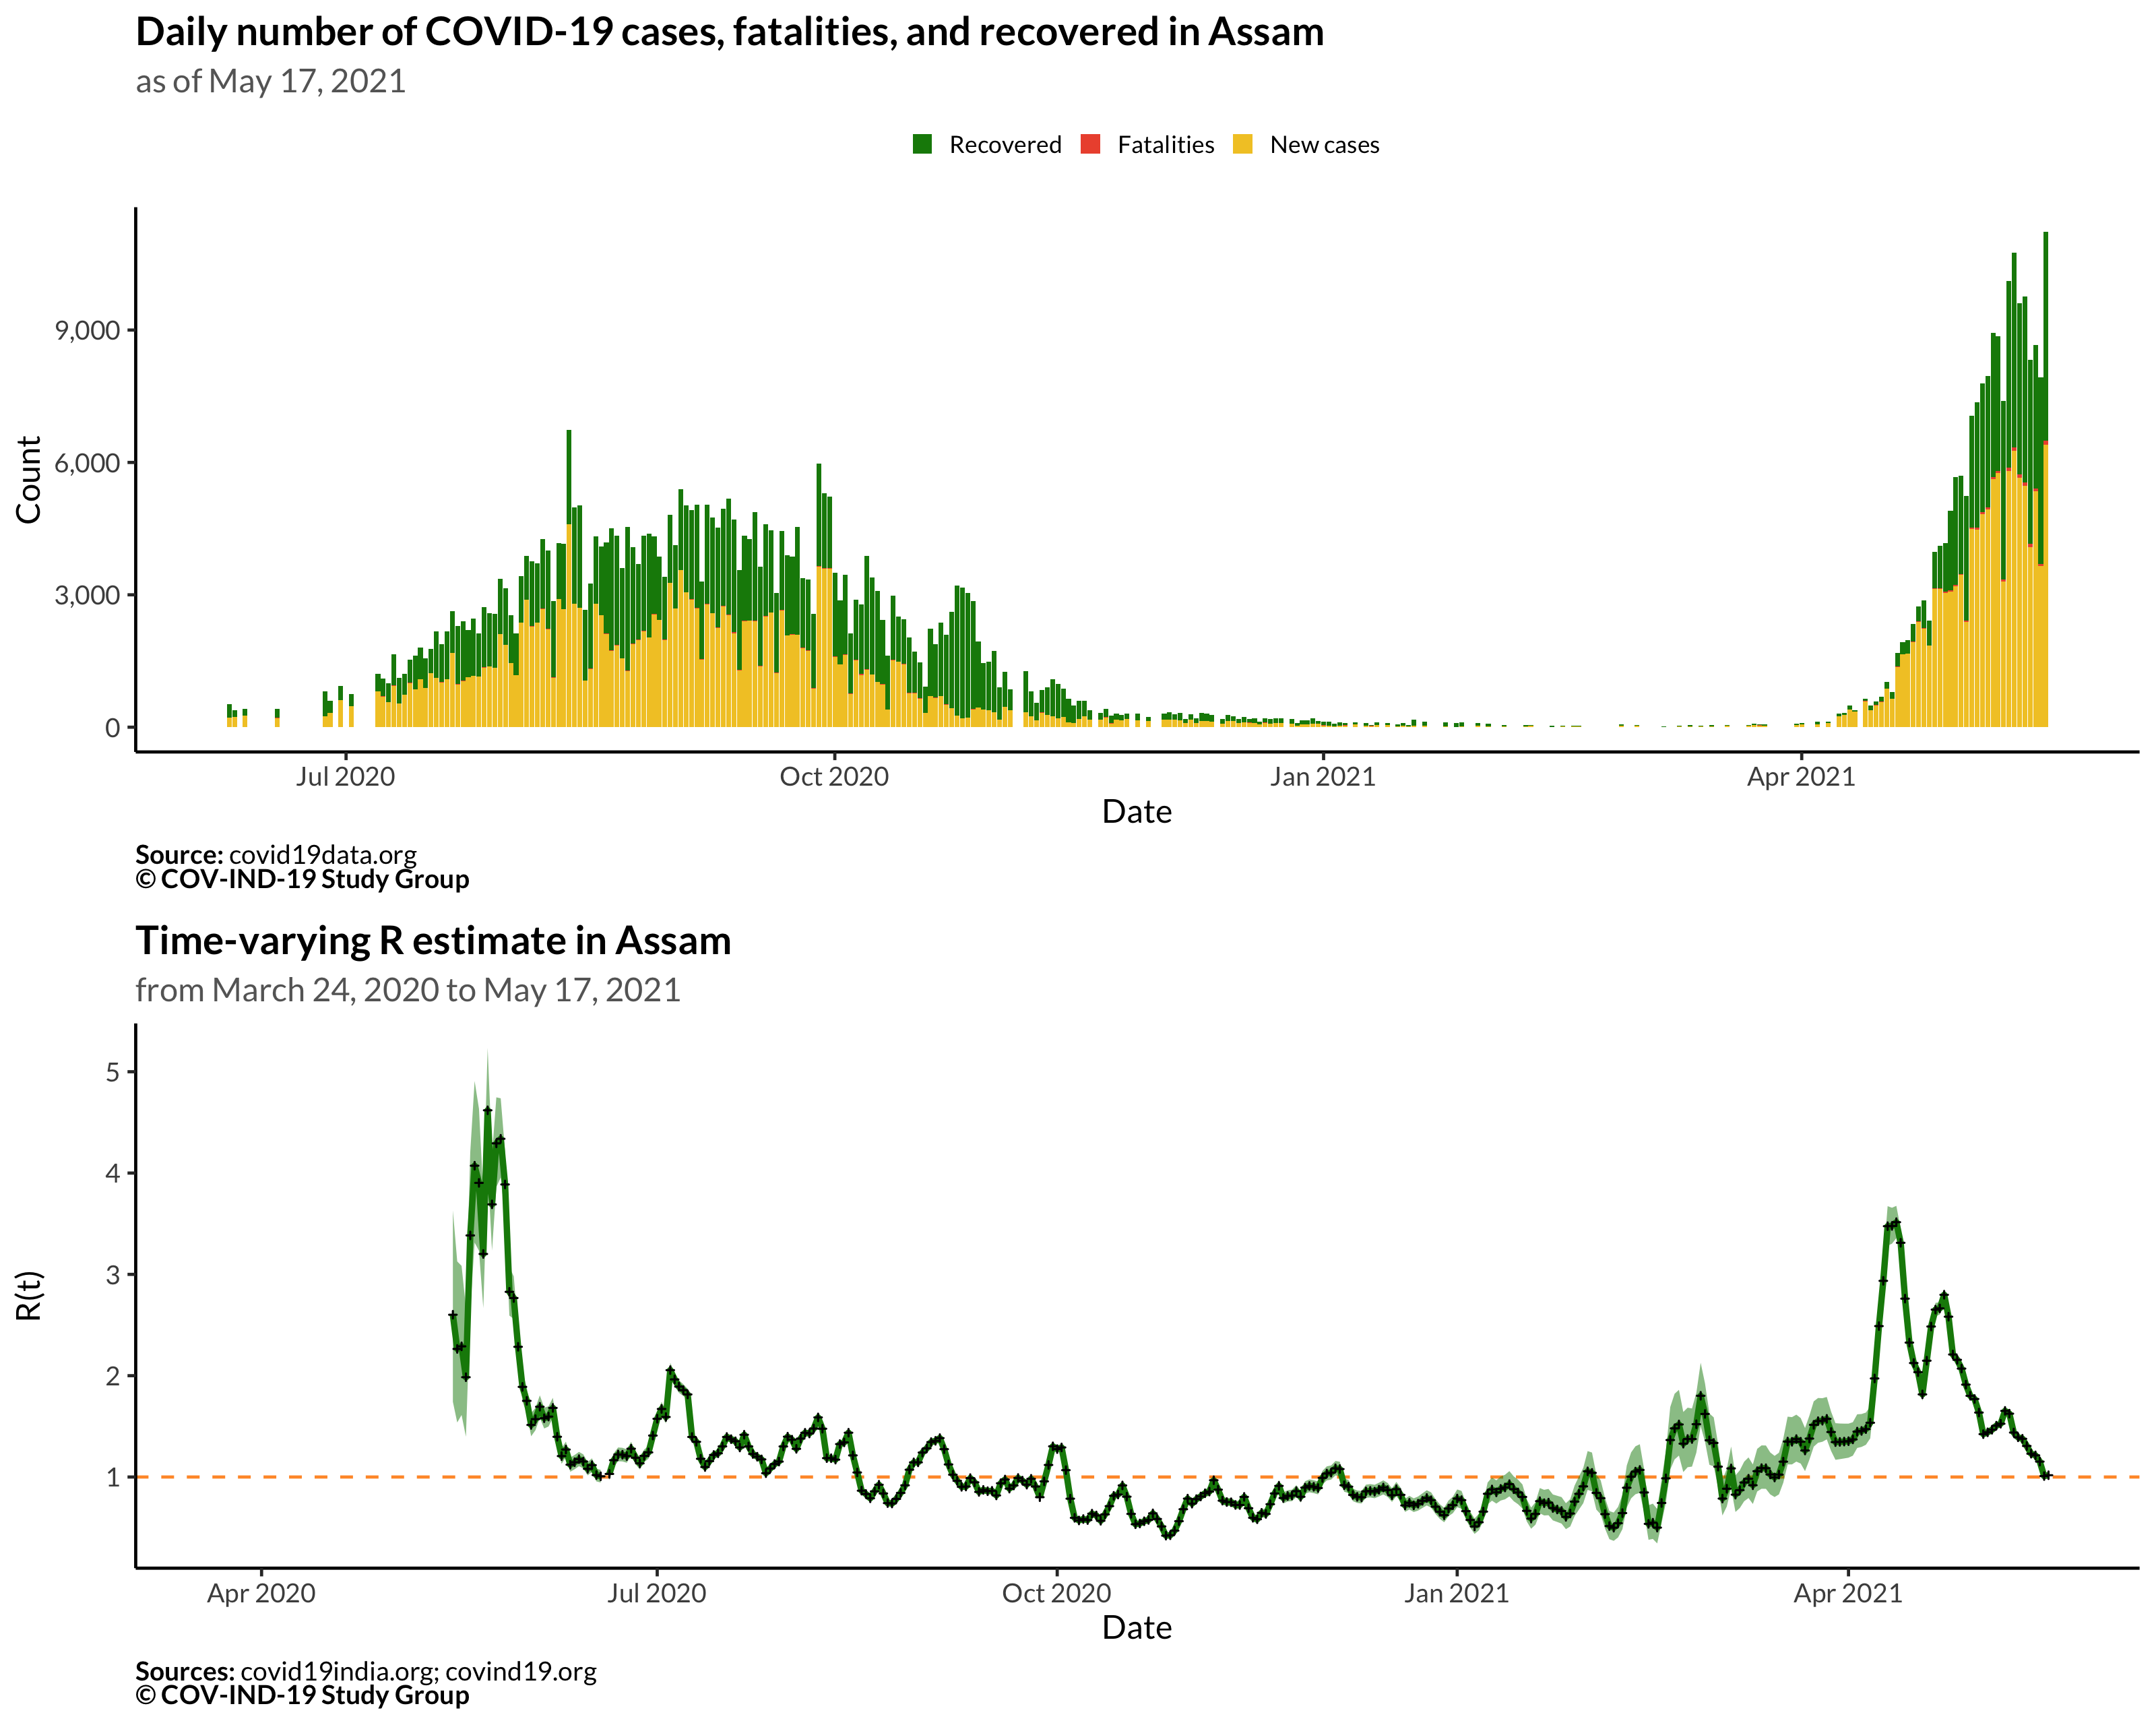 Daily number of COVID-19 cases, fatalities, and recovered in Assam
as of May 17, 2021
Recovered Fatalities New cases
9,000
6,000
3,000
0
Count
Jul 2020 Oct 2020 Jan 2021 Apr 2021
Date
Source: covid19data.org
© COV-IND-19 Study Group
Time-varying R estimate in Assam
from March 24, 2020 to May 17, 2021
5
4
3
2
1
R(t)
Apr 2020 Jul 2020 Oct 2020 Jan 2021 Apr 2021
Date
Sources: covid19india.org; covind19.org
© COV-IND-19 Study Group